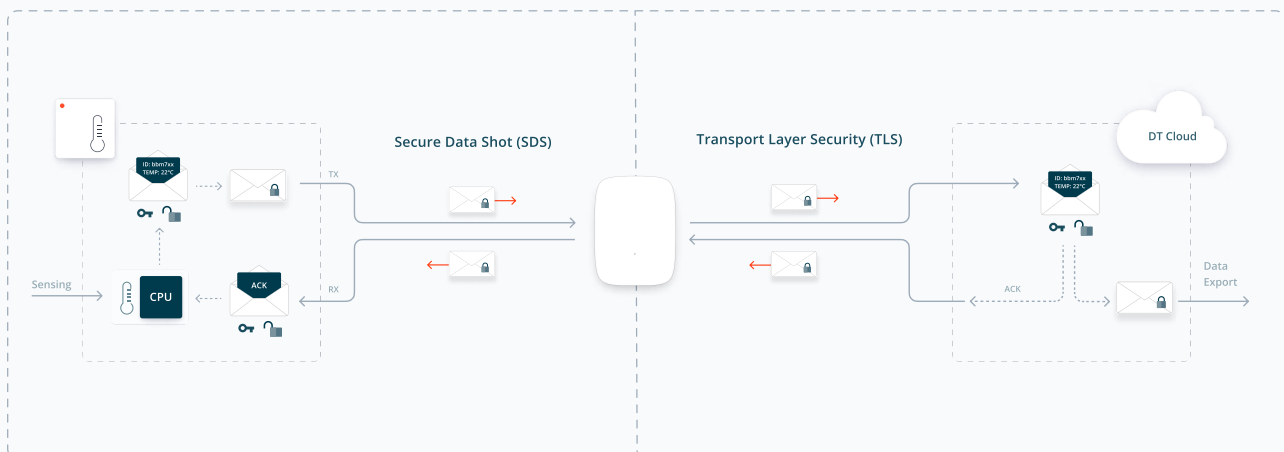 Secure Data Shot (SDS)
Transport Layer Security (TLS)
DT Cloud
ID: bbm7xx
TEMP: 22°C
TX
ID: bbm7xx
TEMP: 22°C
Sensing
CPU
ACK
RX
ACK
Data
Export